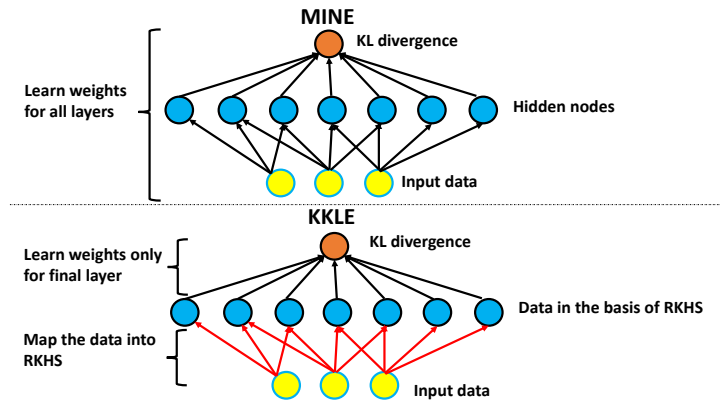 MINE
KL divergence
Learn weights
for all layers
Hidden nodes
Input data
KKLE
Learn weights only
for final layer
KL divergence
Data in the basis of RKHS
Map the data into
RKHS
Input data